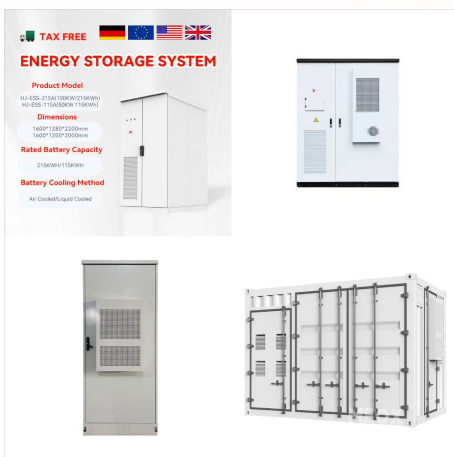 TAX FREE
ENERGY STORAGE SYSTEM
Product Model
HJ-ESS-215A(100KW/215KWh)
HJ-ESS-115A(50KW 115KWh)
Dimensions
1600*1280*2200mm
1600*1200*2000mm
Rated Battery Capacity
215KWH/115KWH
Battery Cooling Method
Air Cooled/Liquid Cooled